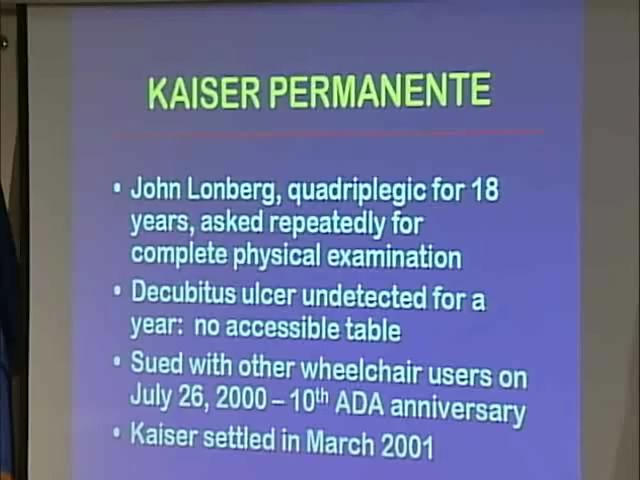 KAISER PERMANENTE
• John Lonberg, quadriplegic for 18
years, asked repeatedly for
complete physical examination
• Decubitus ulcer undetected for a
year: no accessible table
• Sued with other wheelchair users on
July 26, 2000 – 10th ADA anniversary
• Kaiser settled in March 2001